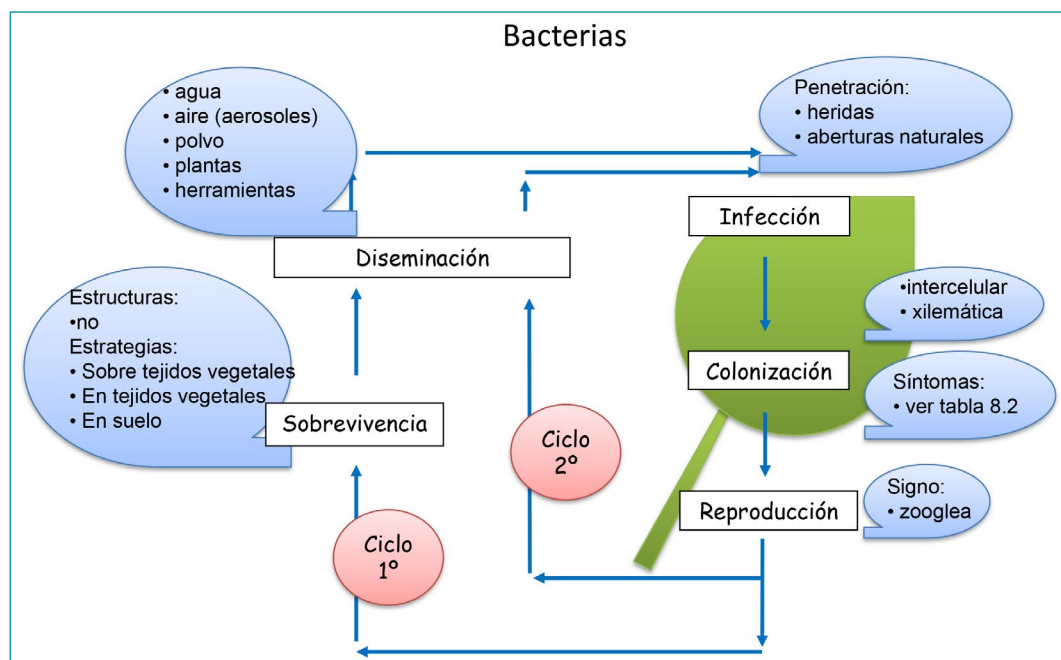 Bacterias
• agua
• aire (aerosoles)
• polvo
• plantas
• herramientas
Penetración:
• heridas
• aberturas naturales
Infección
Diseminación
Estructuras:
•no
Estrategias:
• Sobre tejidos vegetales
• En tejidos vegetales
• En suelo
•intercelular
• xilemática
Colonización
Síntomas:
• ver tabla 8.2
Sobrevivencia
Ciclo
2º
Reproducción
Signo:
• zooglea
Ciclo
1º